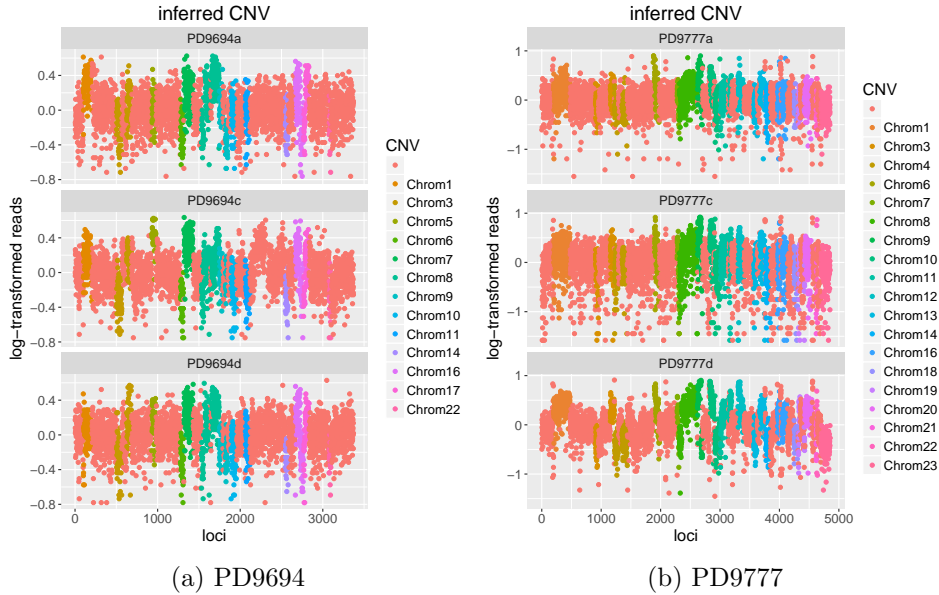 inferred CNV
PD9694a
0.4
0.0
−0.4
−0.8
PD9694c
0.4
0.0
−0.4
−0.8
PD9694d
0.4
0.0
−0.4
−0.8
0
1000
2000
3000
loci
log−transformed reads
CNV
Chrom1
Chrom3
Chrom5
Chrom6
Chrom7
Chrom8
Chrom9
Chrom10
Chrom11
Chrom14
Chrom16
Chrom17
Chrom22
(a) PD9694
inferred CNV
PD9777a
1
0
−1
PD9777c
1
0
−1
PD9777d
1
0
−1
0
1000
2000
3000
4000
5000
loci
log−transformed reads
CNV
Chrom1
Chrom3
Chrom4
Chrom6
Chrom7
Chrom8
Chrom9
Chrom10
Chrom11
Chrom12
Chrom13
Chrom14
Chrom16
Chrom18
Chrom19
Chrom20
Chrom21
Chrom22
Chrom23
(b) PD9777